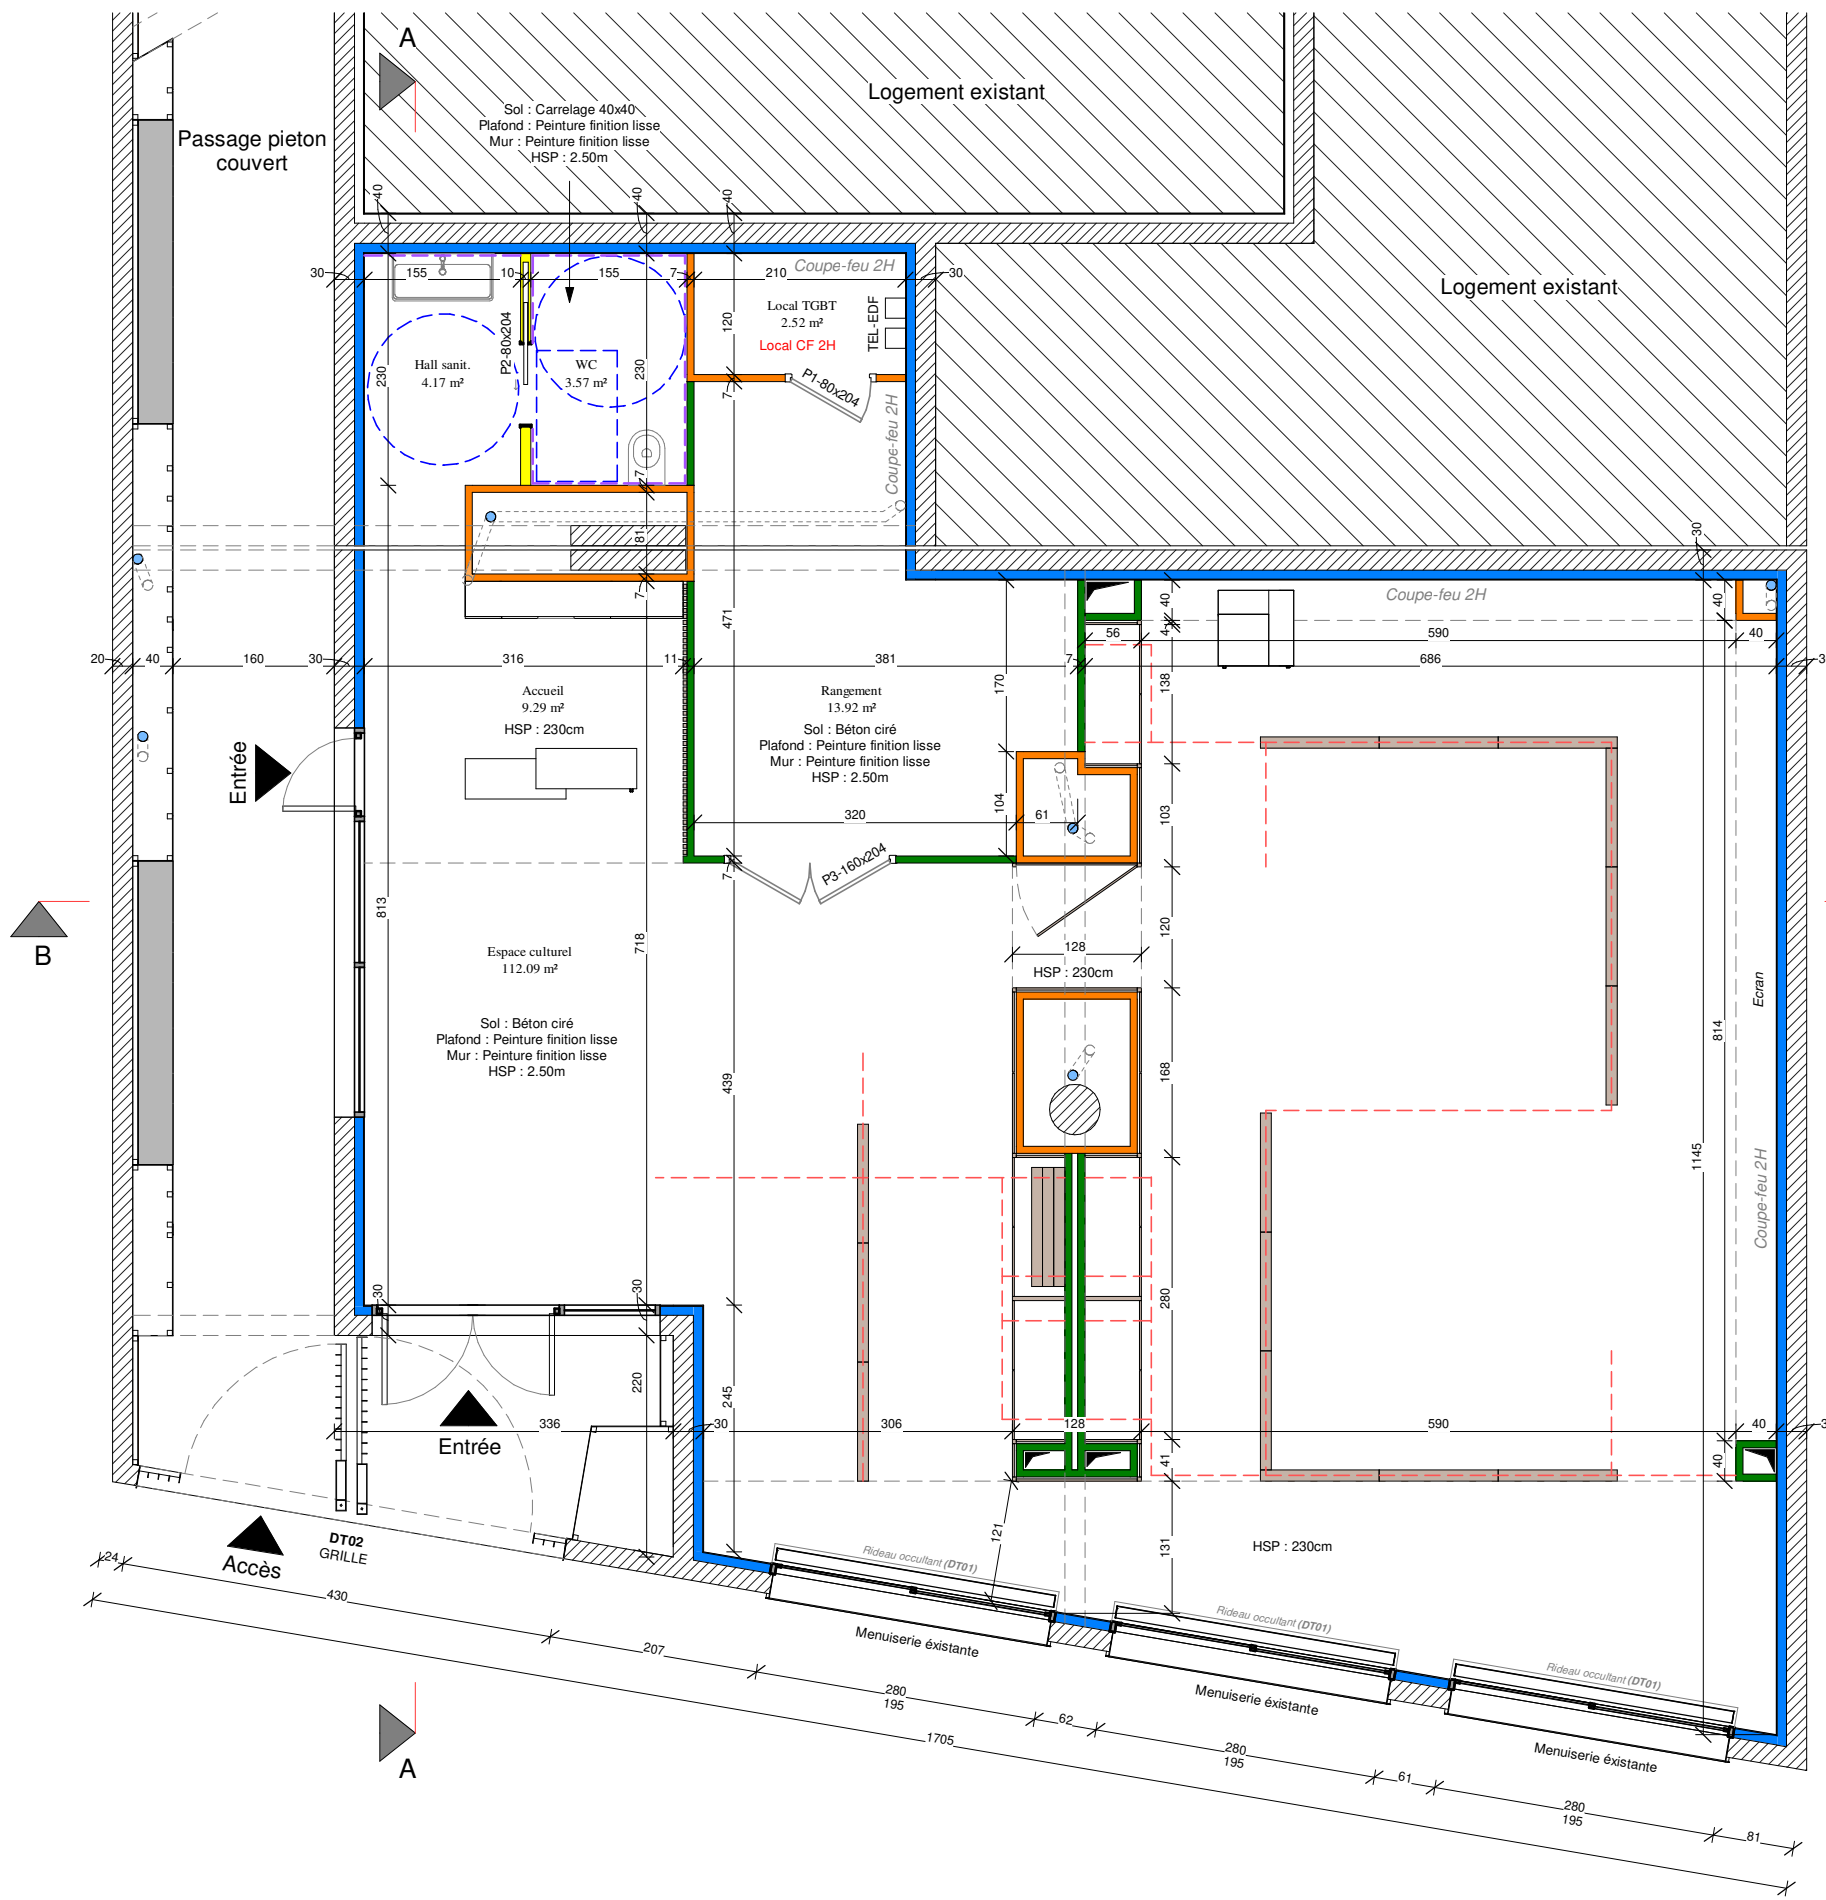 A
Logement existant
Sol : Carrelage 40x40
Plafond : Peinture finition lisse
Mur : Peinture finition lisse
HSP : 2.50m
Passage pieton
couvert
Logement existant
40
40
40
30
155
10
155
7
210
30
Coupe-feu 2H
Local TGBT
2.52 m²
Local CF 2H
TEL-EDF
120
P2-80x204
Hall sanit.
4.17 m²
WC
3.57 m²
230
230
P1-80x204
7
Coupe-feu 2H
7
81
7
30
471
Coupe-feu 2H
40
4
40
56
590
40
20
40
160
30
316
11
381
7
686
3
Accueil
9.29 m²
HSP : 230cm
Rangement
13.92 m²
Sol : Béton ciré
Plafond : Peinture finition lisse
Mur : Peinture finition lisse
HSP : 2.50m
170
138
Entrée
104
103
320
61
P3-160x204
7
813
718
120
B
Espace culturel
112.09 m²
128
HSP : 230cm
Ecran
Sol : Béton ciré
Plafond : Peinture finition lisse
Mur : Peinture finition lisse
HSP : 2.50m
439
168
814
1145
Coupe-feu 2H
30
30
280
220
245
336
30
306
128
590
40
3
Entrée
41
40
121
131
HSP : 230cm
DT02
GRILLE
Accès
Rideau occultant (DT01)
Rideau occultant (DT01)
Rideau occultant (DT01)
Menuiserie éxistante
Menuiserie éxistante
Menuiserie éxistante
24
430
207
280
195
62
280
195
61
280
195
81
1705
A